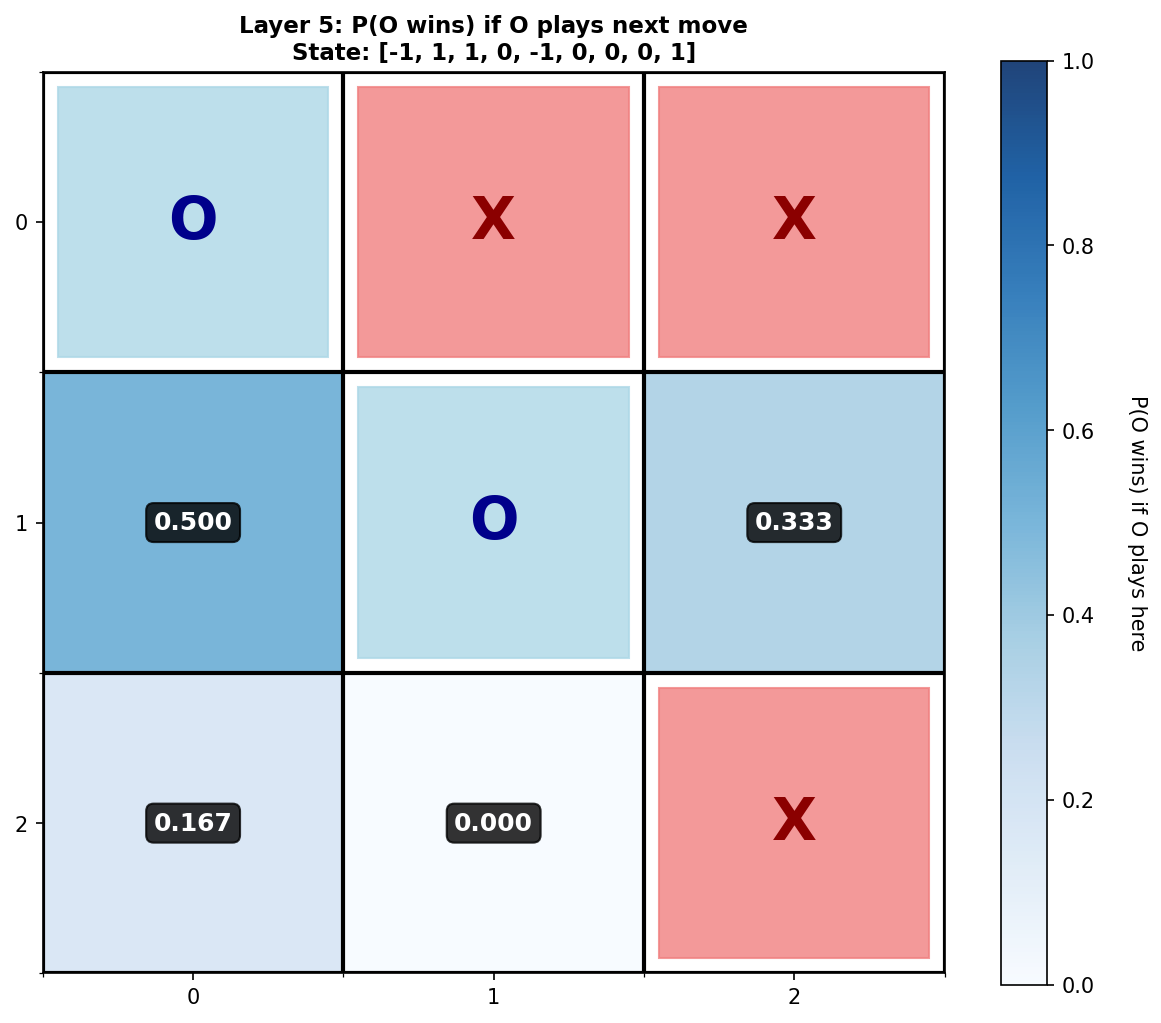 Layer 5: P(O wins) if O plays next move
State: [-1, 1, 1, 0, -1, 0, 0, 0, 1]
0
O
X
X
1
0.500
O
0.333
2
0.167
0.000
X
0
1
2
1.0
0.8
0.6
0.4
0.2
0.0
P(O wins) if O plays here